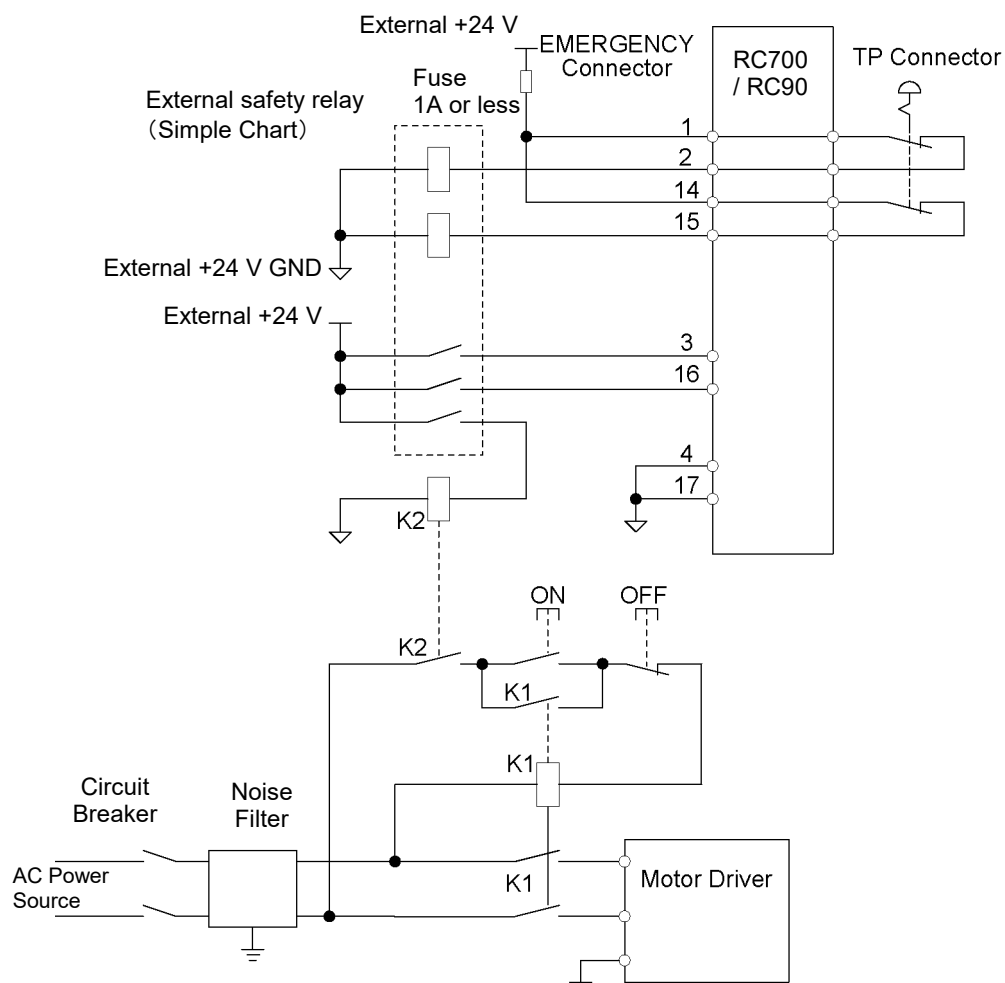 External +24 V
EMERGENCY
Connector
RC700
/ RC90
TP Connector
Fuse
1A or less
External safety relay
（Simple Chart）
1
2
14
15
External +24 V GND
External +24 V
3
16
4
17
K2
ON
OFF
K2
K1
K1
Circuit
Breaker
Noise
Filter
AC Power
Source
K1
Motor Driver